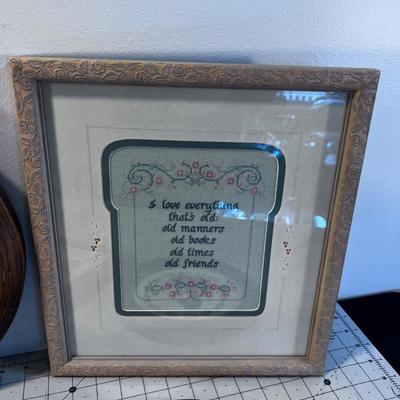 I love everything
that's old:
old manners
old books
old times
old friends